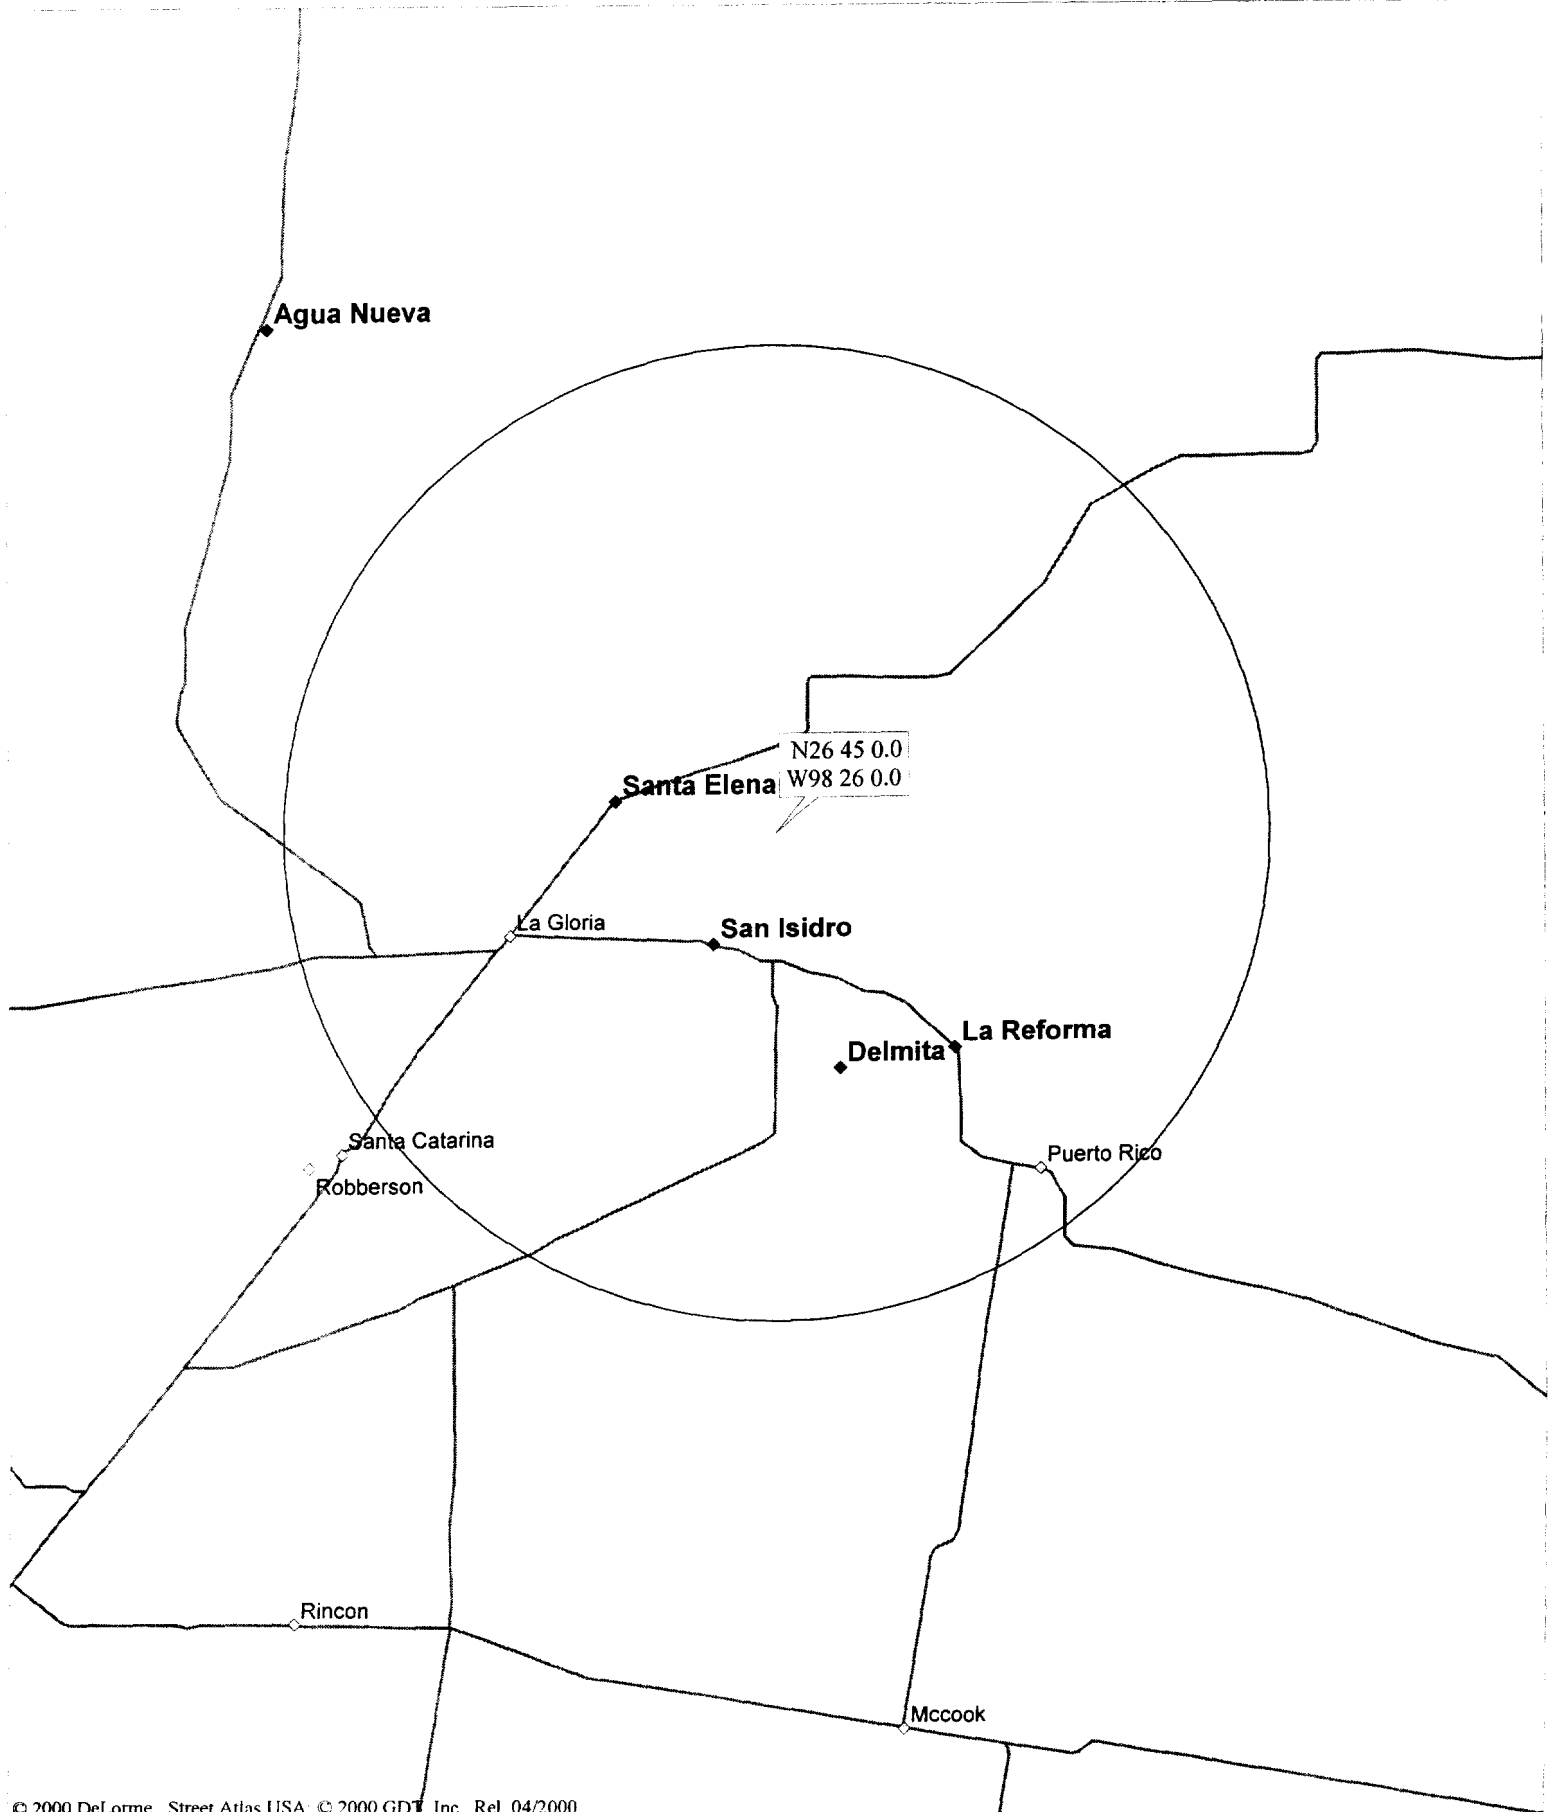 Agua Nueva
N26 45 0.0
W98 26 0.0
Santa Elena
La Gloria
San Isidro
La Reforma
Delmita
Santa Catarina
Puerto Rico
Robberson
Rincon
Mccook
© 2000 DeLorme. Street Atlas USA; © 2000 GDT, Inc., Rel. 04/2000